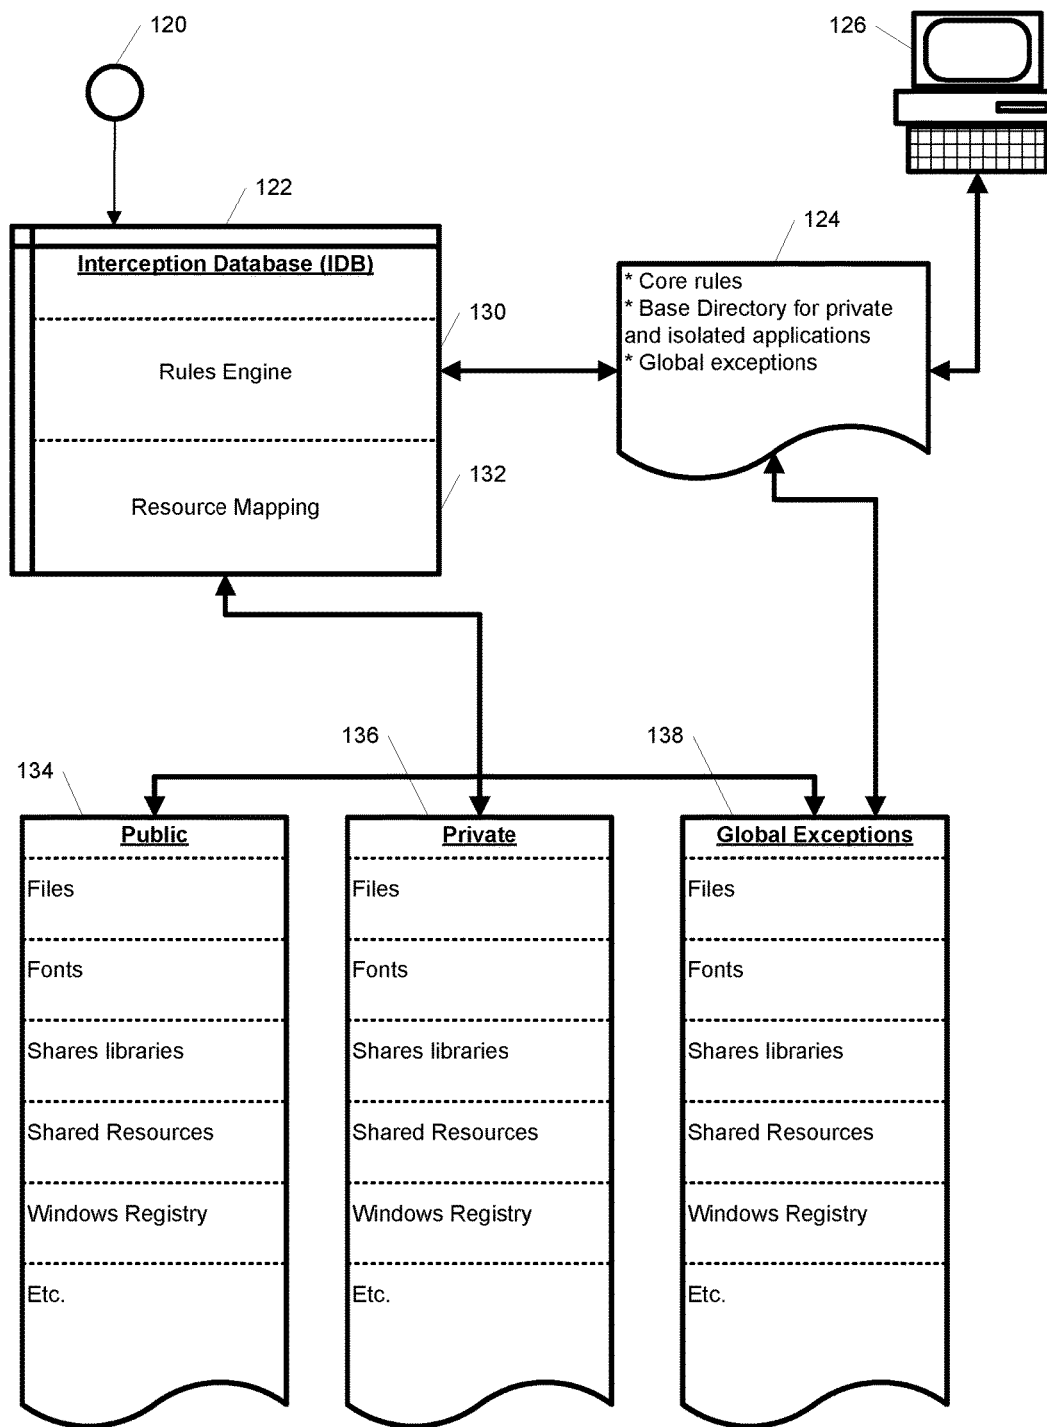 120
126
122
124
Interception Database (IDB)
* Core rules
* Base Directory for private
and isolated applications
* Global exceptions
130
Rules Engine
132
Resource Mapping
134
136
138
Public
Files
Fonts
Shares libraries
Shared Resources
Windows Registry
Etc.
Private
Files
Fonts
Shares libraries
Shared Resources
Windows Registry
Etc.
Global Exceptions
Files
Fonts
Shares libraries
Shared Resources
Windows Registry
Etc.